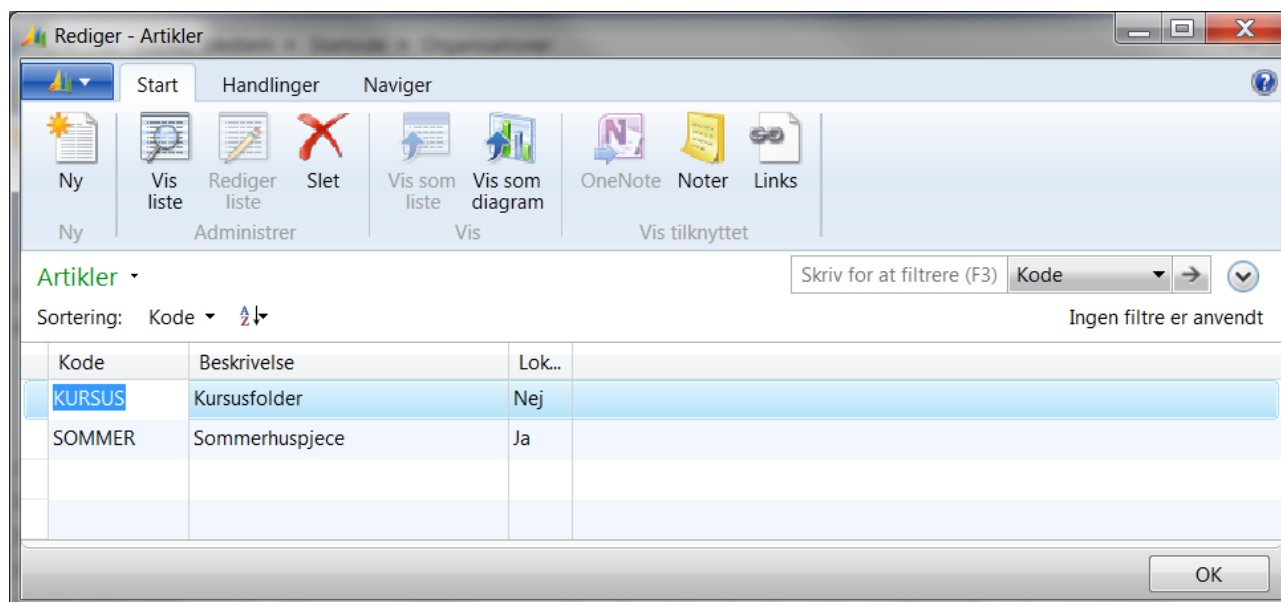 Rediger - Artikler
Start Handlinger Naviger
Ny Vis liste Rediger liste Slet Vis som liste Vis som diagram OneNote Noter Links
Ny Administrer Vis Vis tilknyttet
Artikler Skriv for at filtrere (F3) Kode
Sortering: Kode Ingen filtre er anvendt
Kode Beskrivelse Lok...
KURSUS Kursusfolder Nej
SOMMER Sommerhuspjece Ja
OK